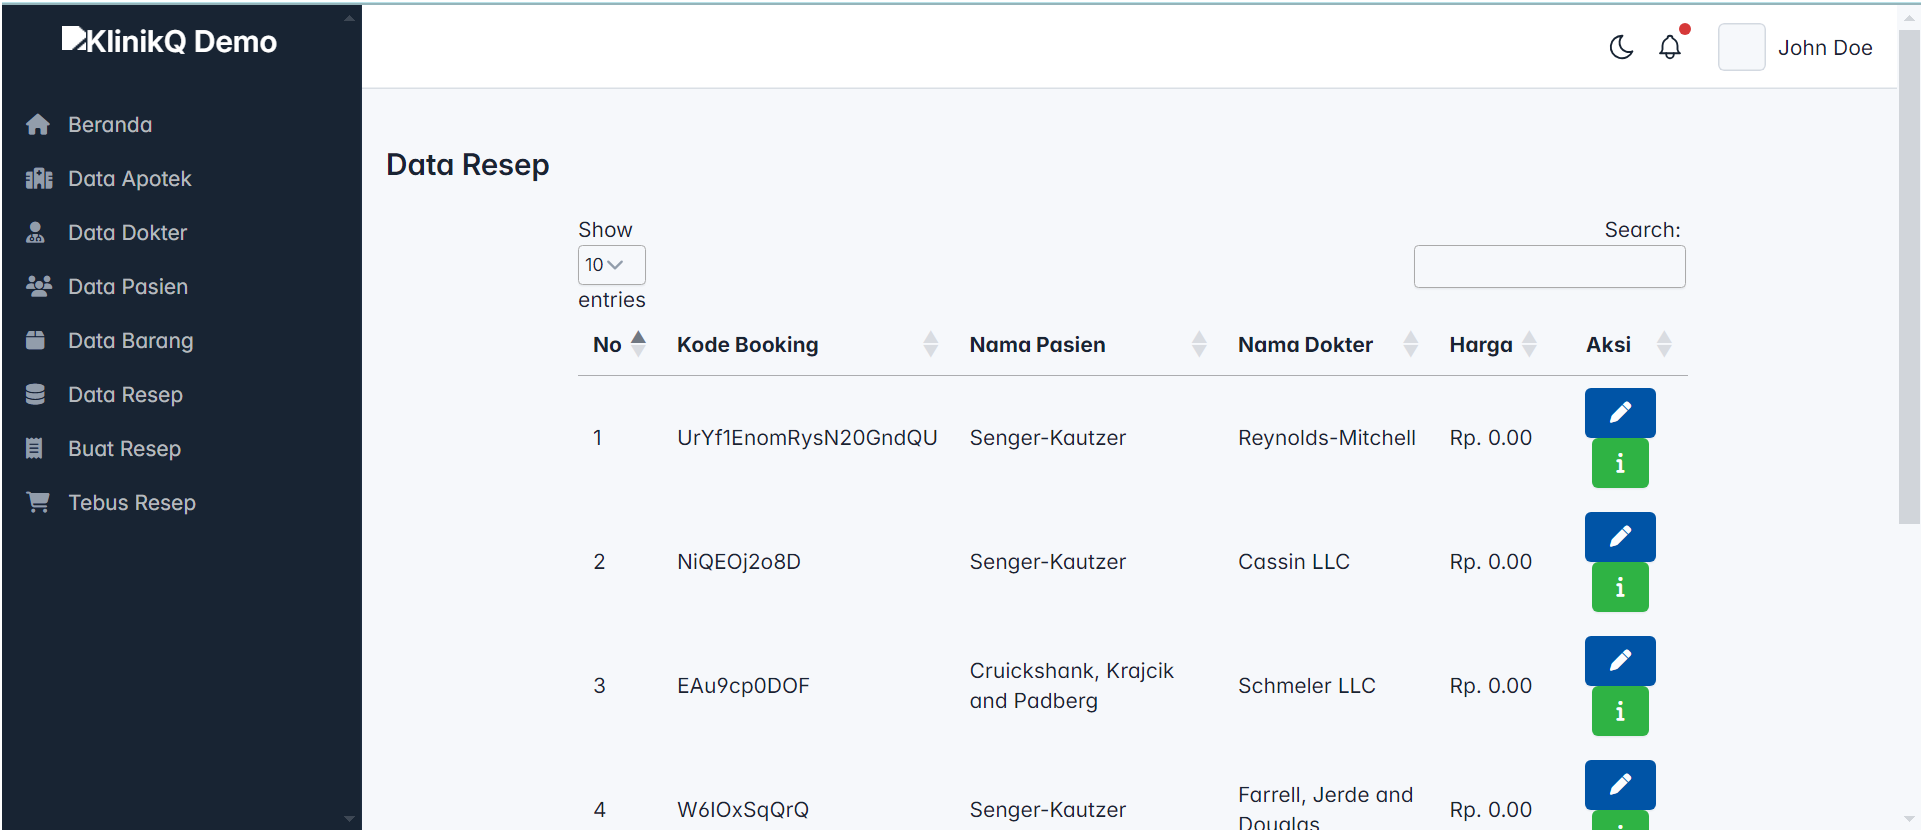 KlinikQ Demo
John Doe
Beranda
Data Apotek
Data Dokter
Data Pasien
Data Barang
Data Resep
Buat Resep
Tebus Resep
Data Resep
Show
10
entries
Search:
No Kode Booking Nama Pasien Nama Dokter Harga Aksi
1 UrYf1EnomRysN20GndQU Senger-Kautzer Reynolds-Mitchell Rp. 0.00
2 NiQEOj2o8D Senger-Kautzer Cassin LLC Rp. 0.00
3 EAu9cp0DOF Cruickshank, Krajcik and Padberg Schmeler LLC Rp. 0.00
4 W6IOxSqQrQ Senger-Kautzer Farrell, Jerde and Douglas Rp. 0.00